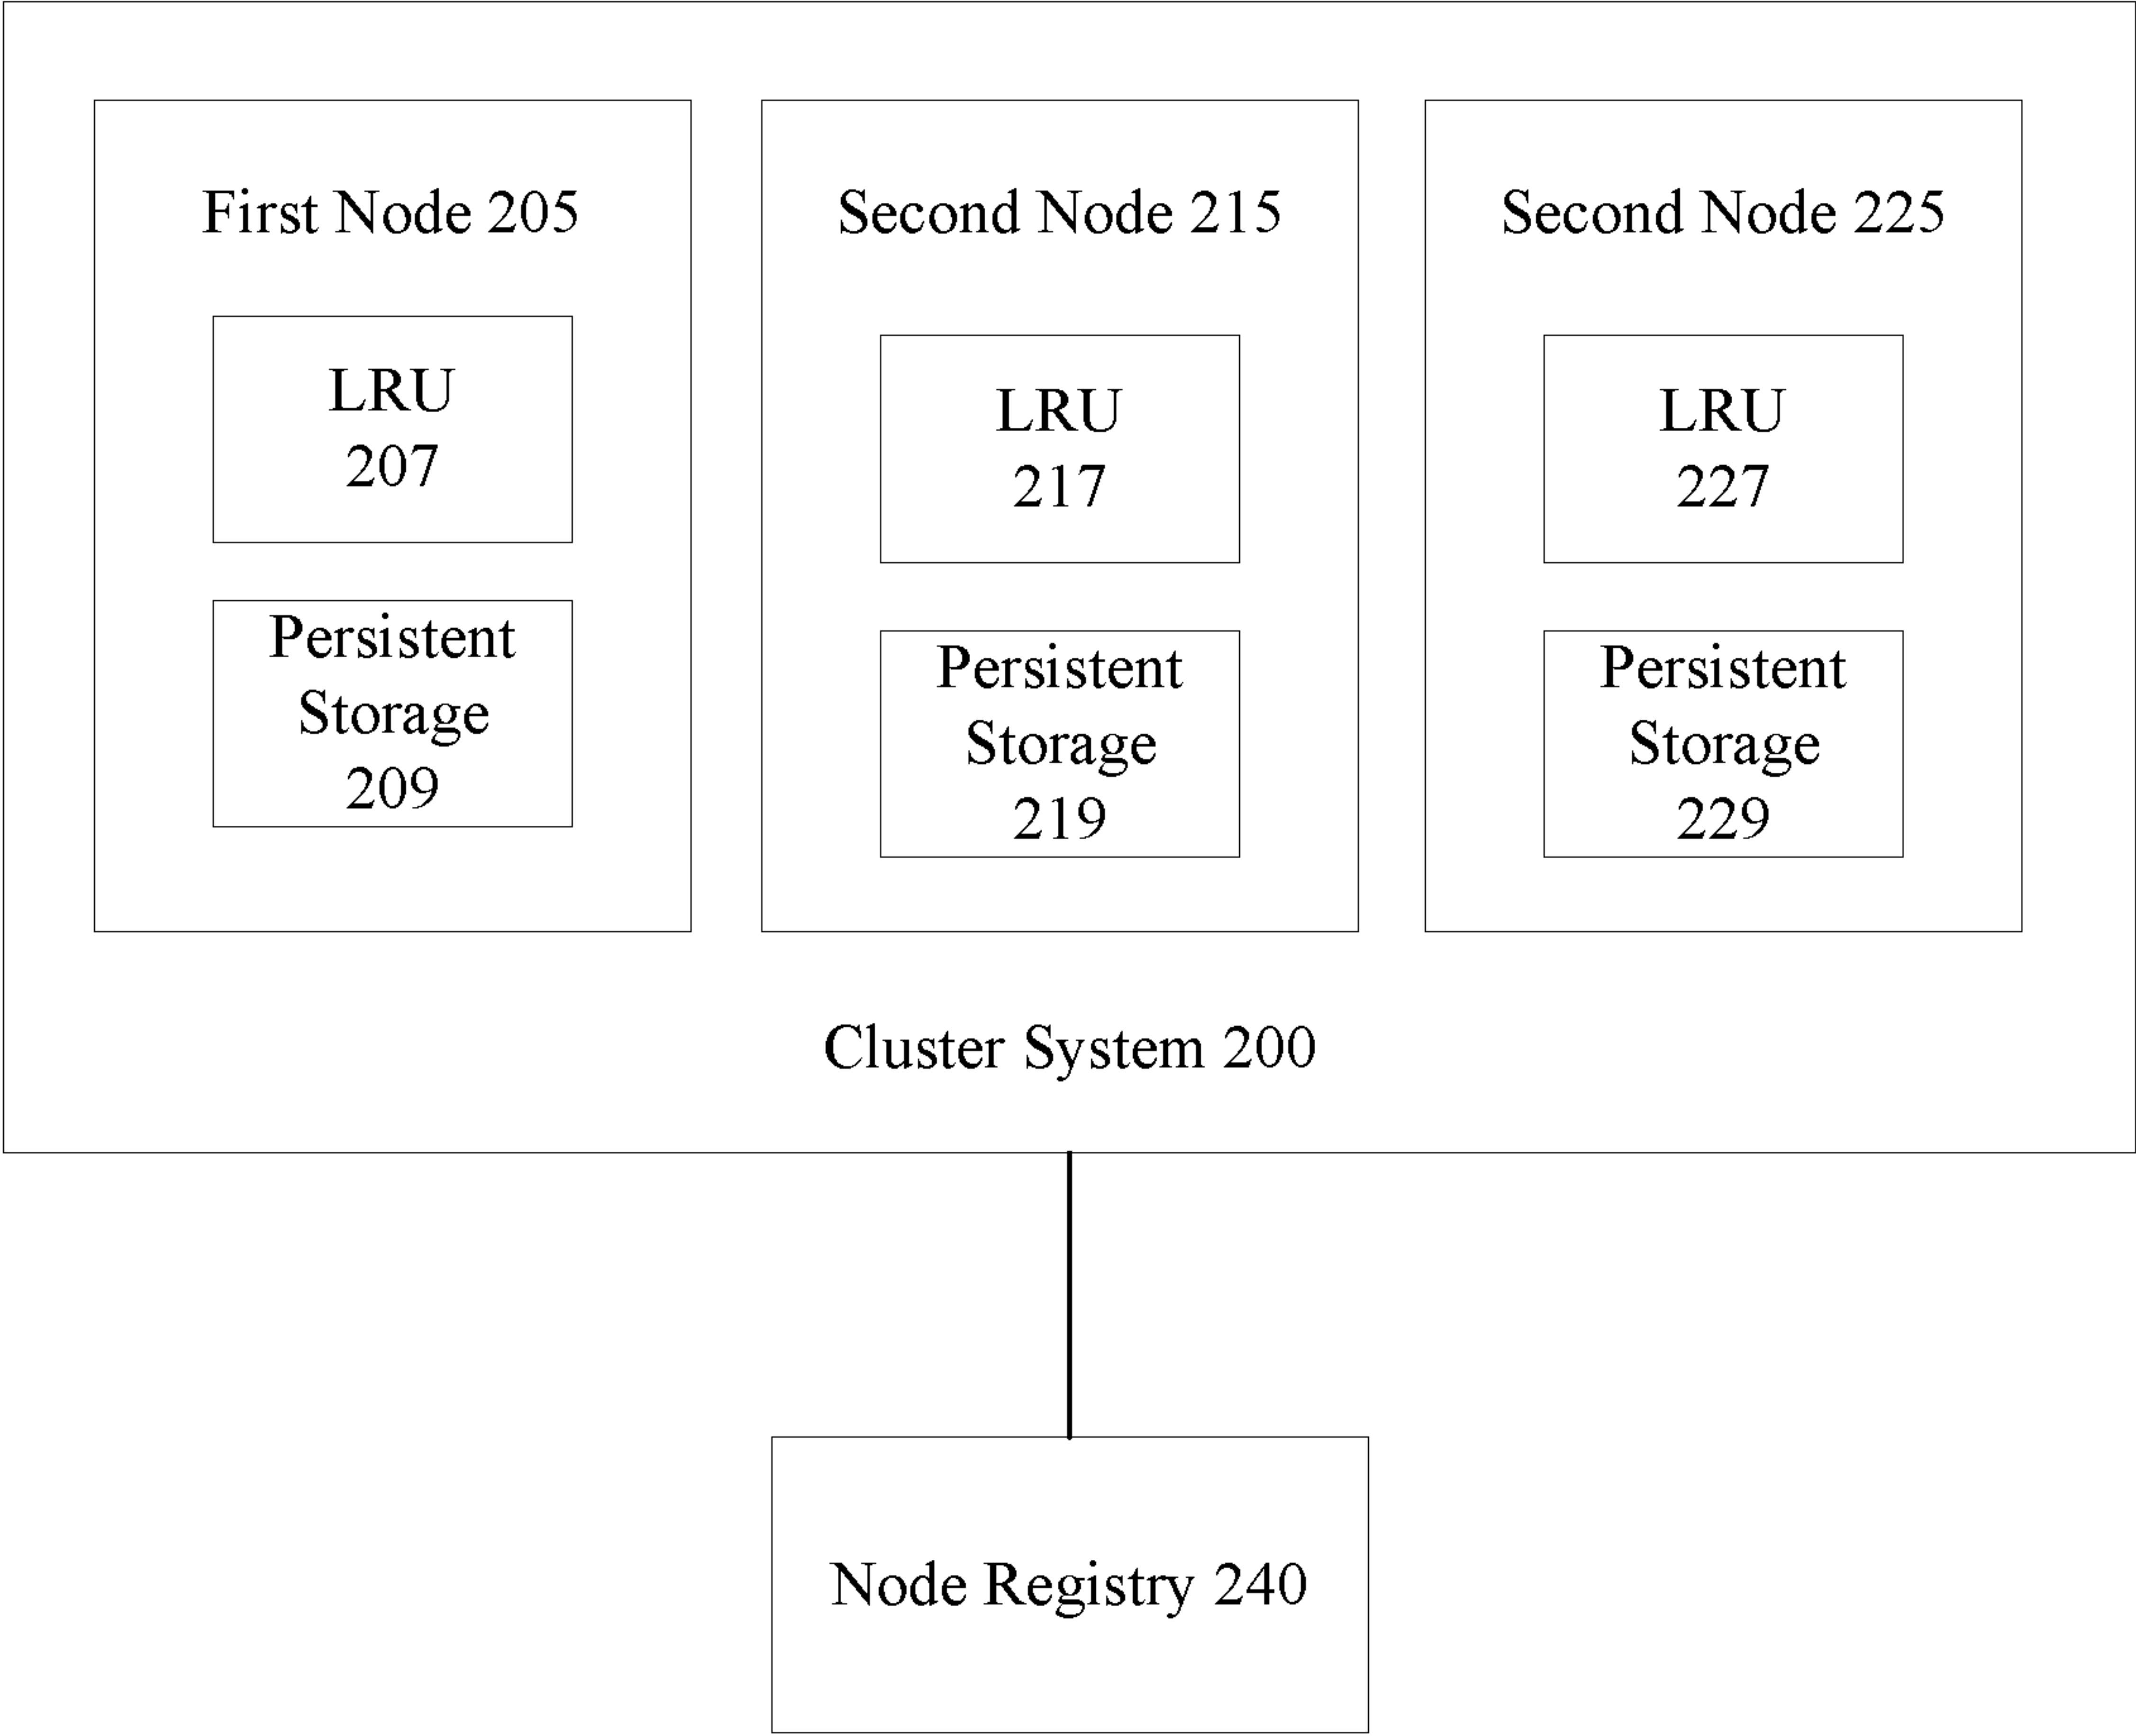 First Node 205
LRU
207
Persistent
Storage
209
Second Node 215
LRU
217
Persistent
Storage
219
Second Node 225
LRU
227
Persistent
Storage
229
Cluster System 200
Node Registry 240